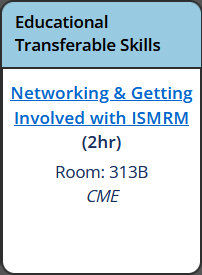 Educational
Transferable Skills
Networking & Getting
Involved with ISMRM
(2hr)
Room: 313B
CME